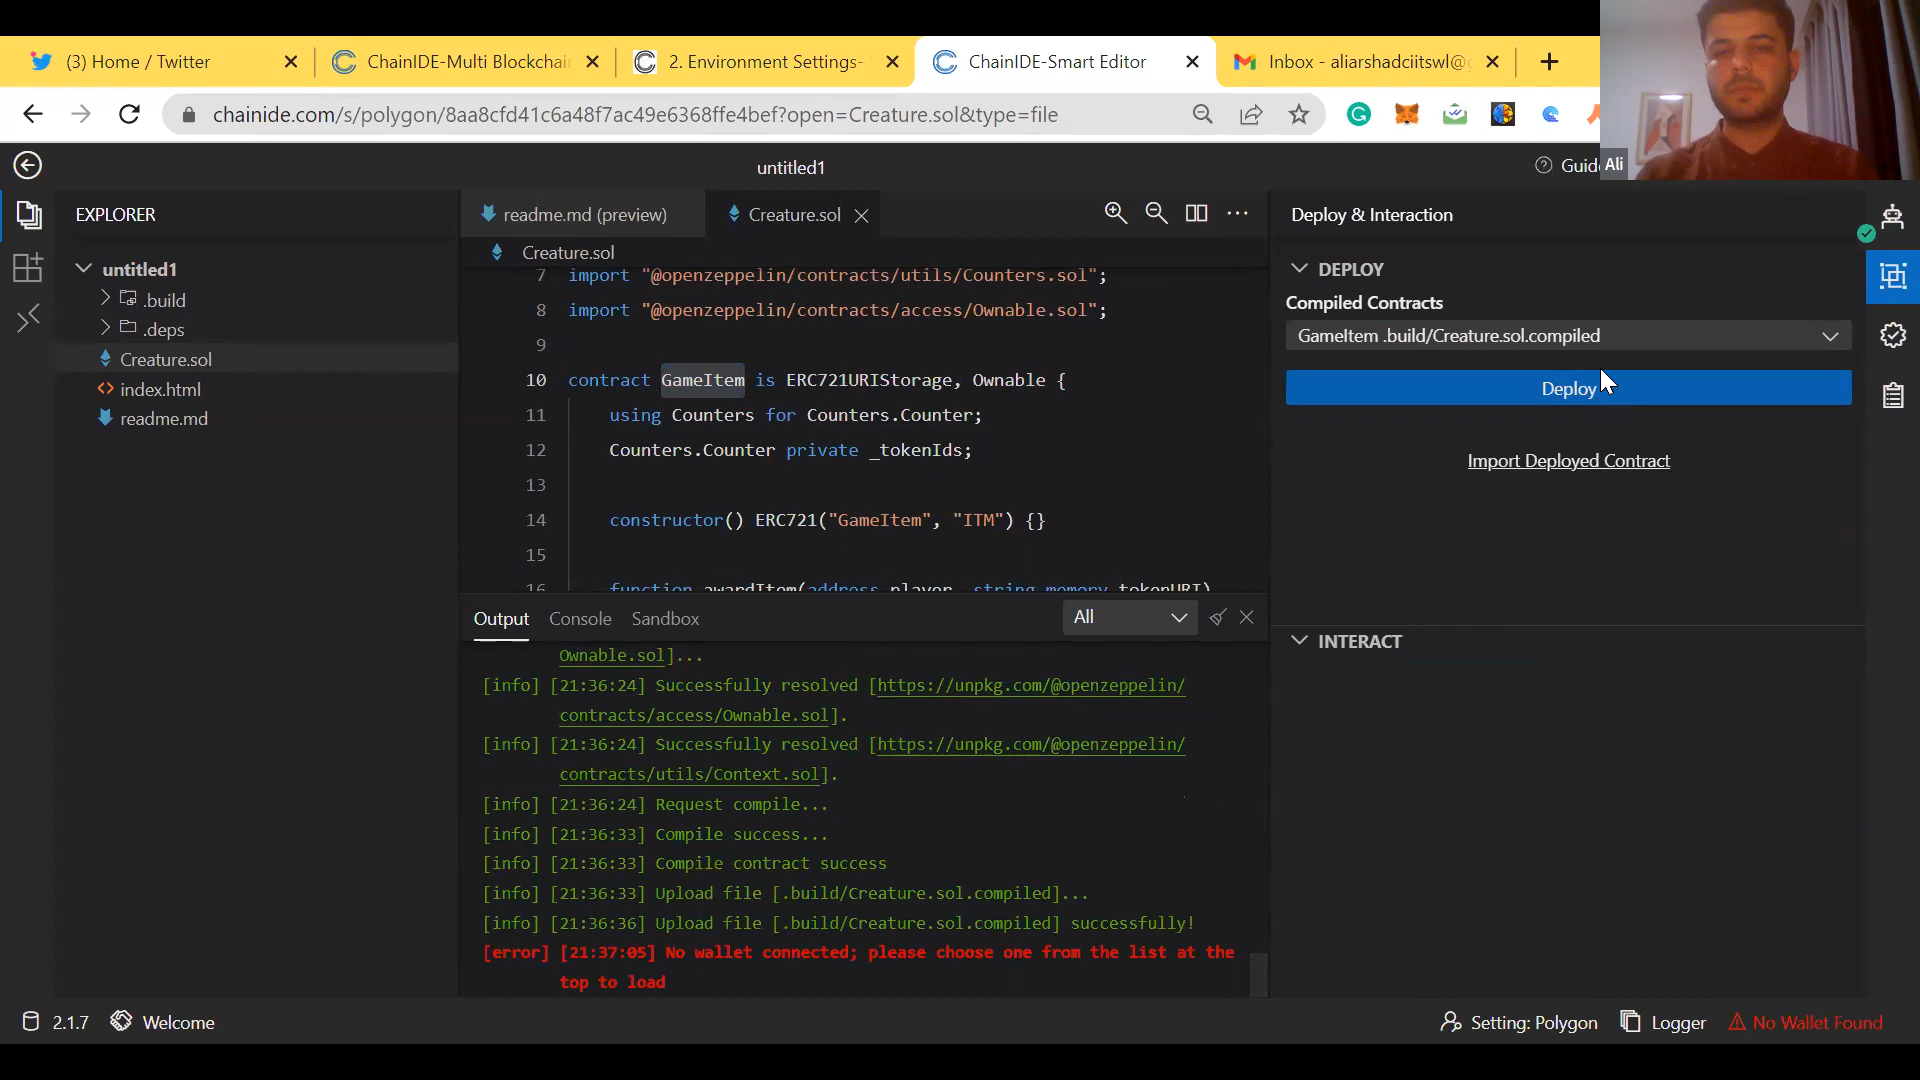 (3) Home / Twitter
ChainIDE-Multi Blockchain
2. Environment Settings-
ChainIDE-Smart Editor
Inbox - aliarshadciitswl@g
chainide.com/s/polygon/8aa8cfd41c6a48f7ac49e6368ffe4bef?open=Creature.sol&type=file
untitled1
Guide
Ali
EXPLORER
untitled1
.build
.deps
Creature.sol
index.html
readme.md
readme.md (preview)
Creature.sol
Creature.sol
7 import "@openzeppelin/contracts/utils/Counters.sol";
8 import "@openzeppelin/contracts/access/Ownable.sol";
9
10 contract GameItem is ERC721URIStorage, Ownable {
11 using Counters for Counters.Counter;
12 Counters.Counter private _tokenIds;
13
14 constructor() ERC721("GameItem", "ITM") {}
15
16 function awardItem(address player, string memory tokenURI)
Output
Console
Sandbox
All
Ownable.sol]...
[info] [21:36:24] Successfully resolved [https://unpkg.com/@openzeppelin/
contracts/access/Ownable.sol].
[info] [21:36:24] Successfully resolved [https://unpkg.com/@openzeppelin/
contracts/utils/Context.sol].
[info] [21:36:24] Request compile...
[info] [21:36:33] Compile success...
[info] [21:36:33] Compile contract success
[info] [21:36:33] Upload file [.build/Creature.sol.compiled]...
[info] [21:36:36] Upload file [.build/Creature.sol.compiled] successfully!
[error] [21:37:05] No wallet connected; please choose one from the list at the
top to load
Deploy & Interaction
DEPLOY
Compiled Contracts
GameItem .build/Creature.sol.compiled
Deploy
Import Deployed Contract
INTERACT
2.1.7
Welcome
Setting: Polygon
Logger
No Wallet Found